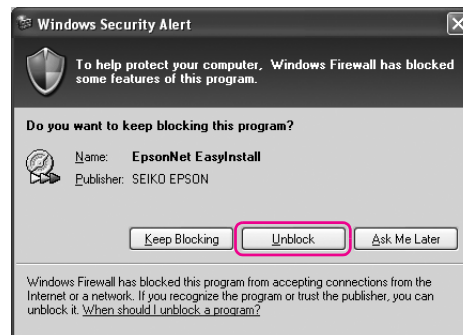 Windows Security Alert
To help protect your computer, Windows Firewall has blocked
some features of this program.
Do you want to keep blocking this program?
Name: EpsonNet EasyInstall
Publisher: SEIKO EPSON
Keep Blocking Unblock Ask Me Later
Windows Firewall has blocked this program from accepting connections from the
Internet or a network. If you recognize the program or trust the publisher, you can
unblock it. When should I unblock a program?